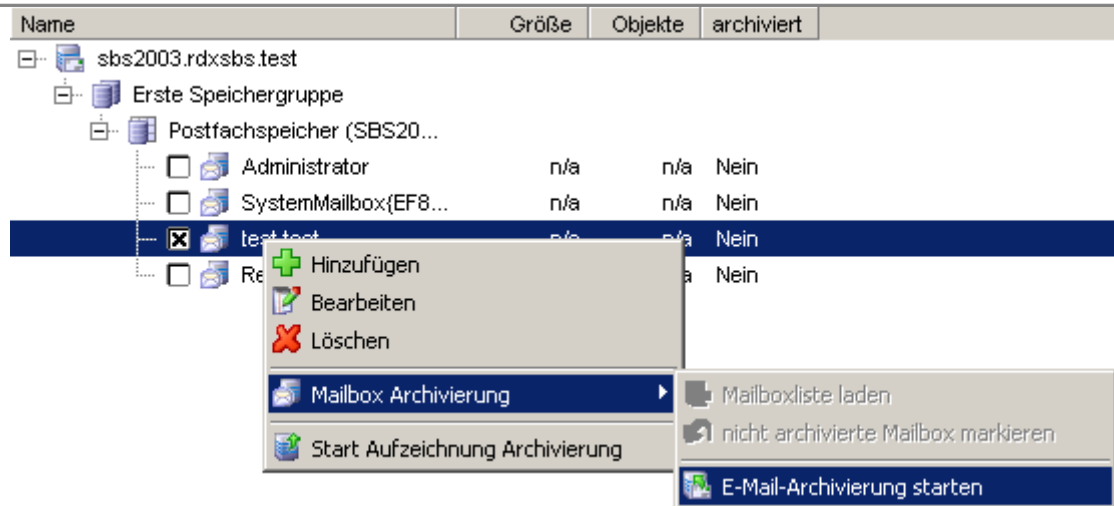 Name Größe Objekte archiviert
sbs2003.rdxsbs.test
Erste Speichergruppe
Postfachspeicher (SBS20...
Administrator n/a n/a Nein
SystemMailbox{EF8... n/a n/a Nein
test test n/a n/a Nein
Re Nein
Hinzufügen
Bearbeiten
Löschen
Mailbox Archivierung
Start Aufzeichnung Archivierung
Mailboxliste laden
nicht archivierte Mailbox markieren
E-Mail-Archivierung starten